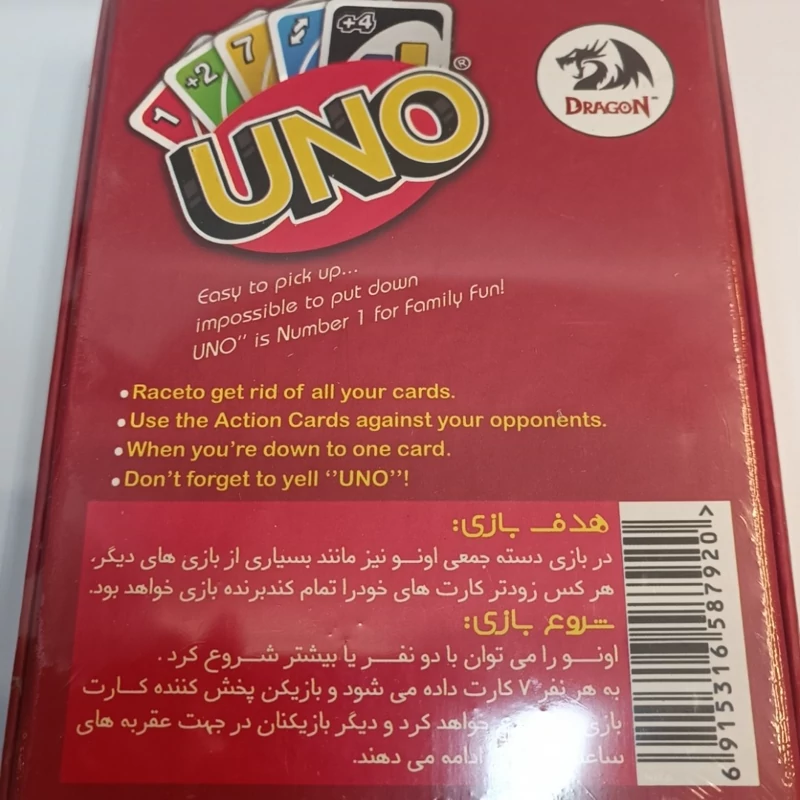 1
+2
7
+4
UNO®
DRAGON™
Easy to pick up...
impossible to put down
UNO" is Number 1 for Family Fun!
•Raceto get rid of all your cards.
•Use the Action Cards against your opponents.
•When you're down to one card.
•Don't forget to yell ‘’UNO’’!
هدف بازی:
در بازی دسته جمعی اونو نیز مانند بسیاری از بازی های دیگر،
هر کس زودتر کارت های خودرا تمام کندبرنده بازی خواهد بود.
شروع بازی:
اونو را می توان با دو نفر یا بیشتر شروع کرد .
به هر نفر ۷ کارت داده می شود و بازیکن پخش کننده کارت
بازی خواهد کرد و دیگر بازیکنان در جهت عقربه های
ادامه می دهند.
6 915316 587920 >